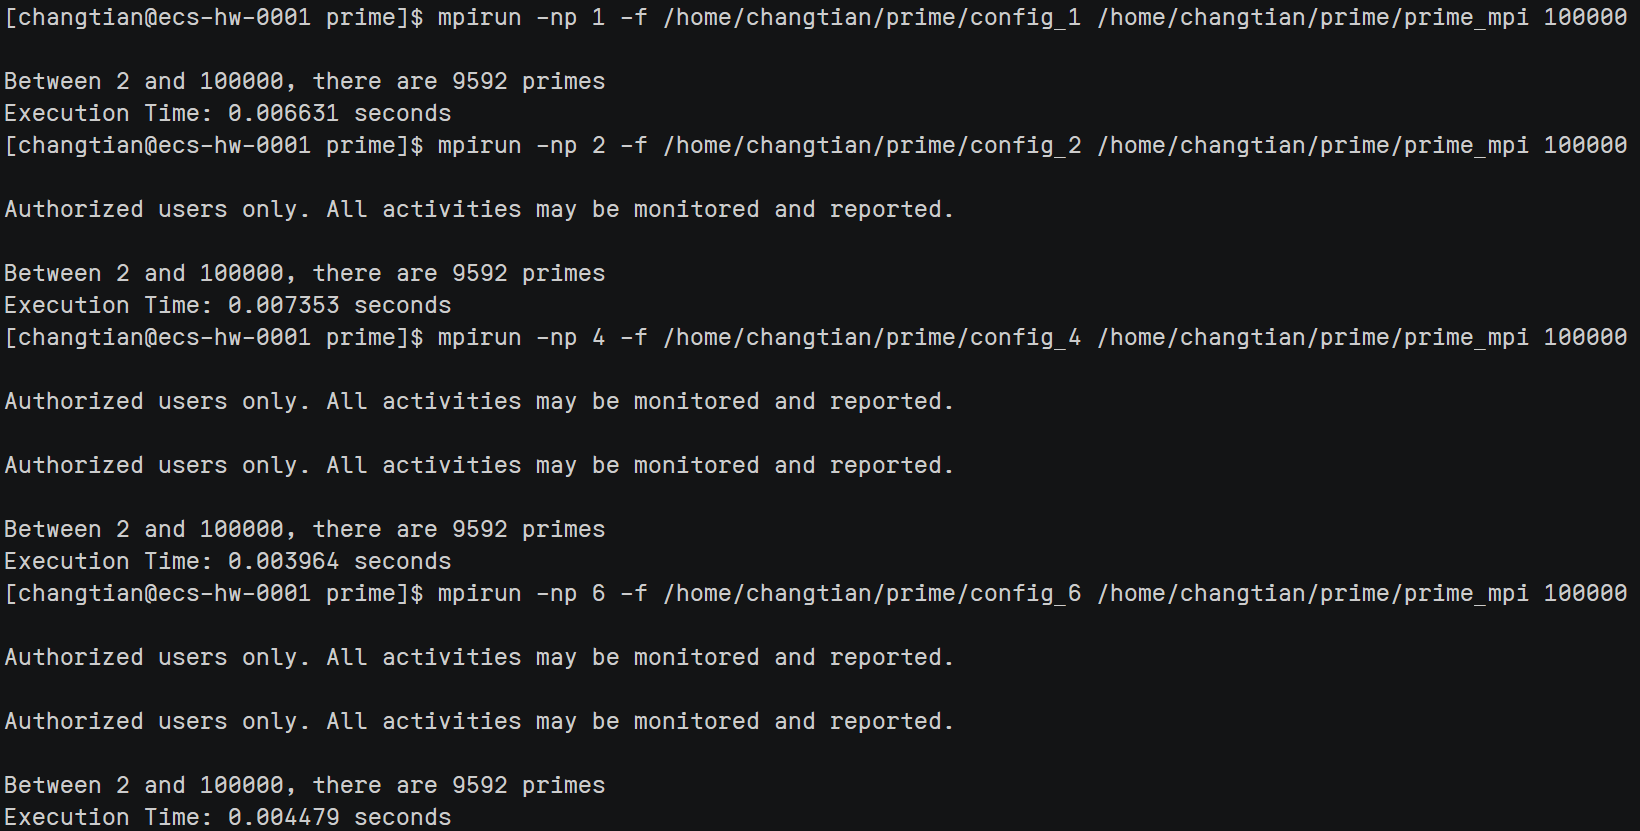 [changtian@ecs-hw-0001 prime]$ mpirun -np 1 -f /home/changtian/prime/config_1 /home/changtian/prime/prime_mpi 100000
Between 2 and 100000, there are 9592 primes
Execution Time: 0.006631 seconds
[changtian@ecs-hw-0001 prime]$ mpirun -np 2 -f /home/changtian/prime/config_2 /home/changtian/prime/prime_mpi 100000
Authorized users only. All activities may be monitored and reported.
Between 2 and 100000, there are 9592 primes
Execution Time: 0.007353 seconds
[changtian@ecs-hw-0001 prime]$ mpirun -np 4 -f /home/changtian/prime/config_4 /home/changtian/prime/prime_mpi 100000
Authorized users only. All activities may be monitored and reported.
Authorized users only. All activities may be monitored and reported.
Between 2 and 100000, there are 9592 primes
Execution Time: 0.003964 seconds
[changtian@ecs-hw-0001 prime]$ mpirun -np 6 -f /home/changtian/prime/config_6 /home/changtian/prime/prime_mpi 100000
Authorized users only. All activities may be monitored and reported.
Authorized users only. All activities may be monitored and reported.
Between 2 and 100000, there are 9592 primes
Execution Time: 0.004479 seconds